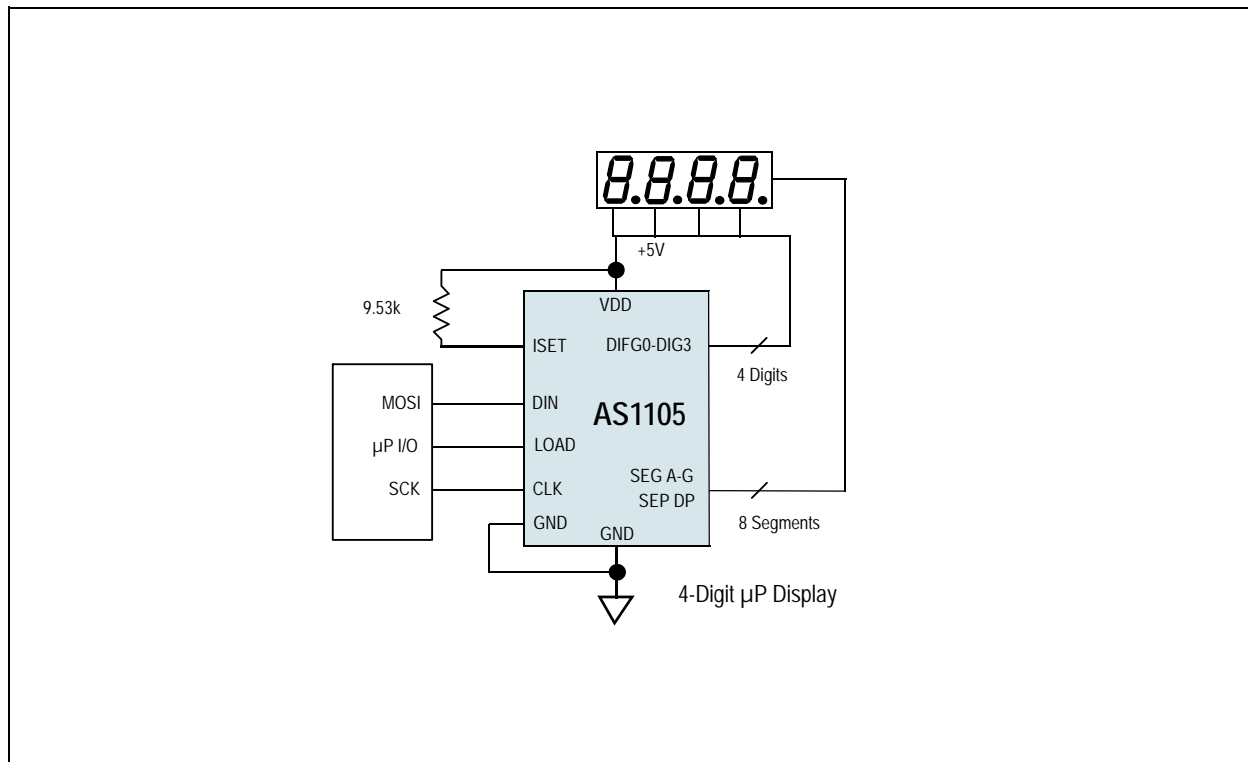 8.8.8.8.
+5V
9.53k
VDD
ISET
DIFG0-DIG3
4 Digits
MOSI
DIN
AS1105
µP I/O
LOAD
SEG A-G
SCK
CLK
SEP DP
GND
8 Segments
GND
4-Digit µP Display